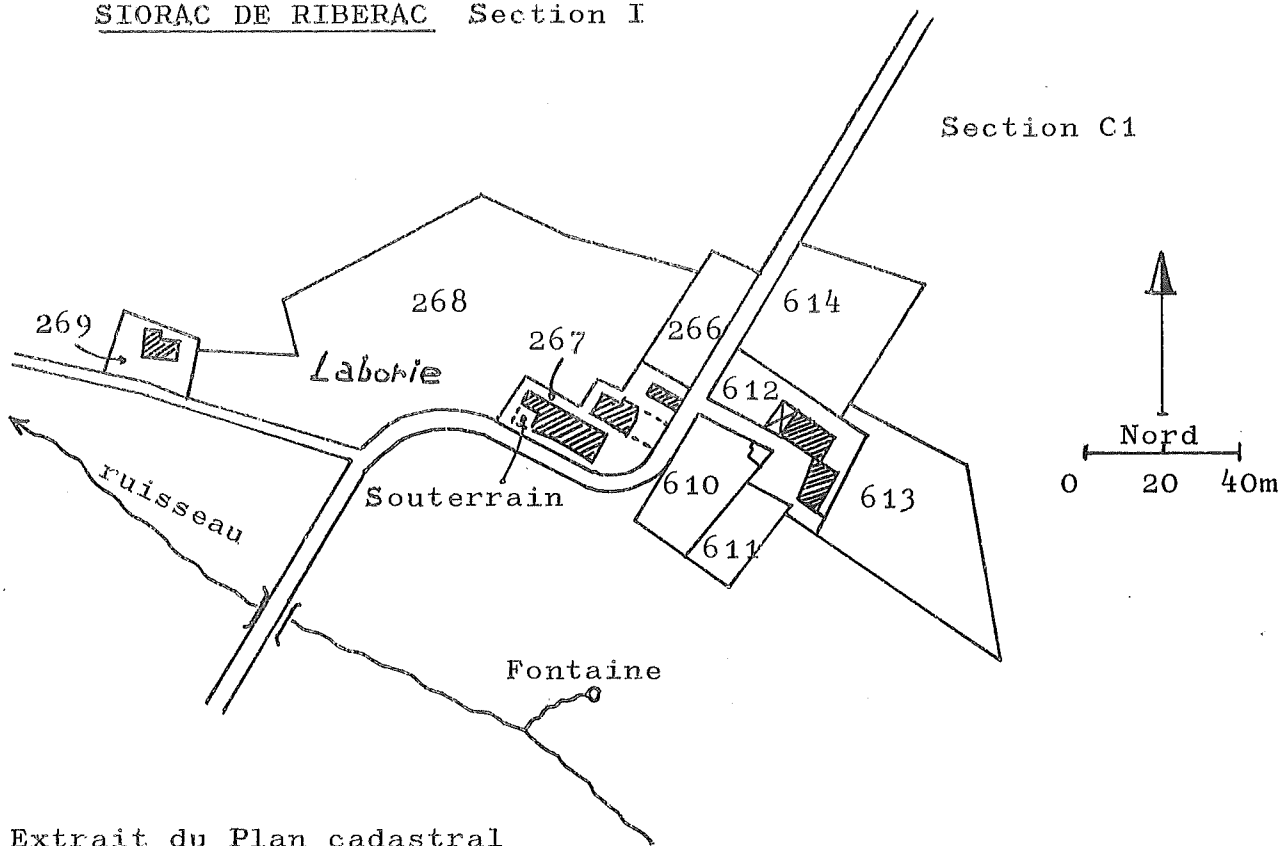 SIORAC DE RIBERAC Section I
Section C1
268
614
269
267
266
Laborie
612
Nord
0 20 40m
Souterrain
610
613
ruisseau
611
Fontaine
Extrait du Plan cadastral